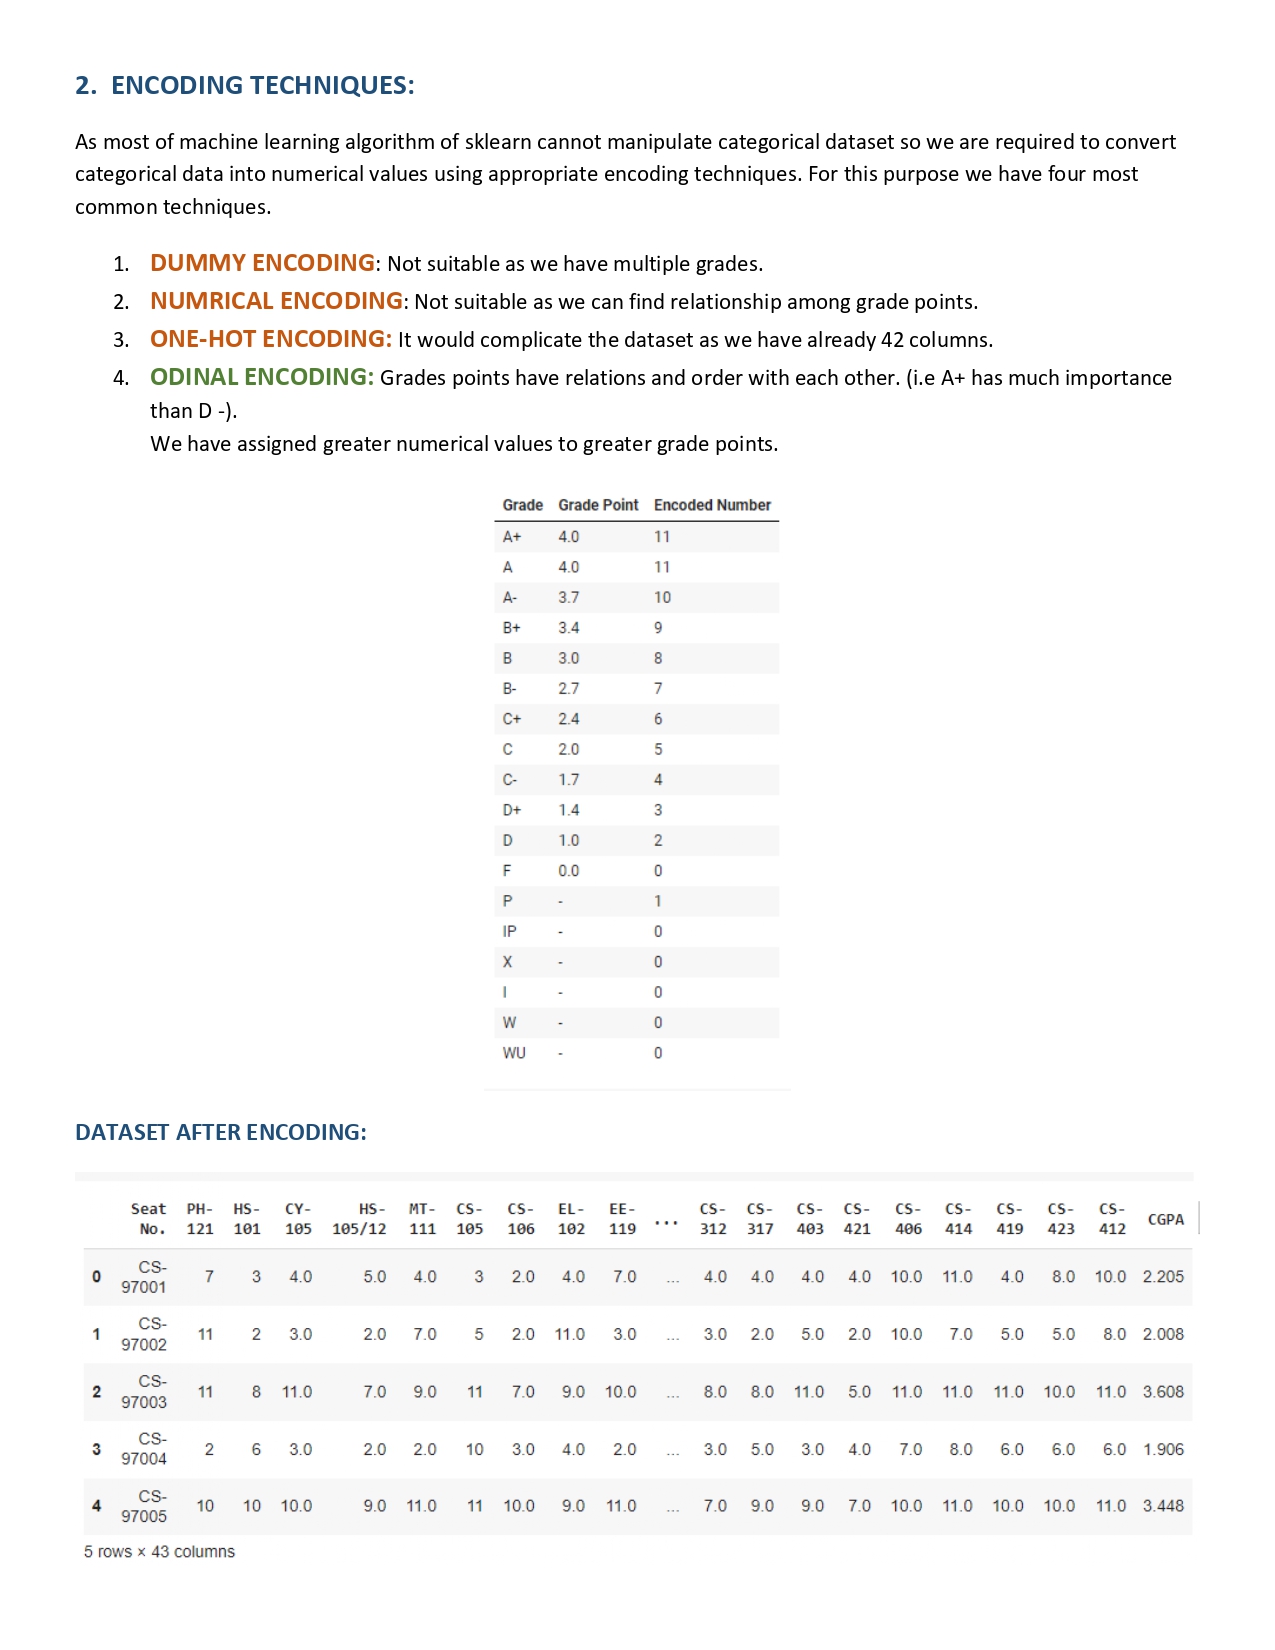 2. ENCODING TECHNIQUES:
As most of machine learning algorithm of sklearn cannot manipulate categorical dataset so we are required to convert
categorical data into numerical values using appropriate encoding techniques. For this purpose we have four most
common techniques.
1. DUMMY ENCODING: Not suitable as we have multiple grades.
2. NUMRICAL ENCODING: Not suitable as we can find relationship among grade points.
3. ONE-HOT ENCODING: It would complicate the dataset as we have already 42 columns.
4. ODINAL ENCODING: Grades points have relations and order with each other. (i.e A+ has much importance
than D -).
We have assigned greater numerical values to greater grade points.
Grade Grade Point Encoded Number
A+ 4.0 11
A 4.0 11
A- 3.7 10
B+ 3.4 9
B 3.0 8
B- 2.7 7
C+ 2.4 6
C 2.0 5
C- 1.7 4
D+ 1.4 3
D 1.0 2
F 0.0 0
P - 1
IP - 0
X - 0
I - 0
W - 0
WU - 0
DATASET AFTER ENCODING:
Seat PH- HS- CY- HS- MT- CS- CS- EL- EE- CS- CS- CS- CS- CS- CS- CS- CS- CS-
No. 121 101 105 105/12 111 105 106 102 119 ... 312 317 403 421 406 414 419 423 412 CGPA
0 CS-97001 7 3 4.0 5.0 4.0 3 2.0 4.0 7.0 ... 4.0 4.0 4.0 4.0 10.0 11.0 4.0 8.0 10.0 2.205
1 CS-97002 11 2 3.0 2.0 7.0 5 2.0 11.0 3.0 ... 3.0 2.0 5.0 2.0 10.0 7.0 5.0 5.0 8.0 2.008
2 CS-97003 11 8 11.0 7.0 9.0 11 7.0 9.0 10.0 ... 8.0 8.0 11.0 5.0 11.0 11.0 11.0 10.0 11.0 3.608
3 CS-97004 2 6 3.0 2.0 2.0 10 3.0 4.0 2.0 ... 3.0 5.0 3.0 4.0 7.0 8.0 6.0 6.0 6.0 1.906
4 CS-97005 10 10 10.0 9.0 11.0 11 10.0 9.0 11.0 ... 7.0 9.0 9.0 7.0 10.0 11.0 10.0 10.0 11.0 3.448
5 rows × 43 columns